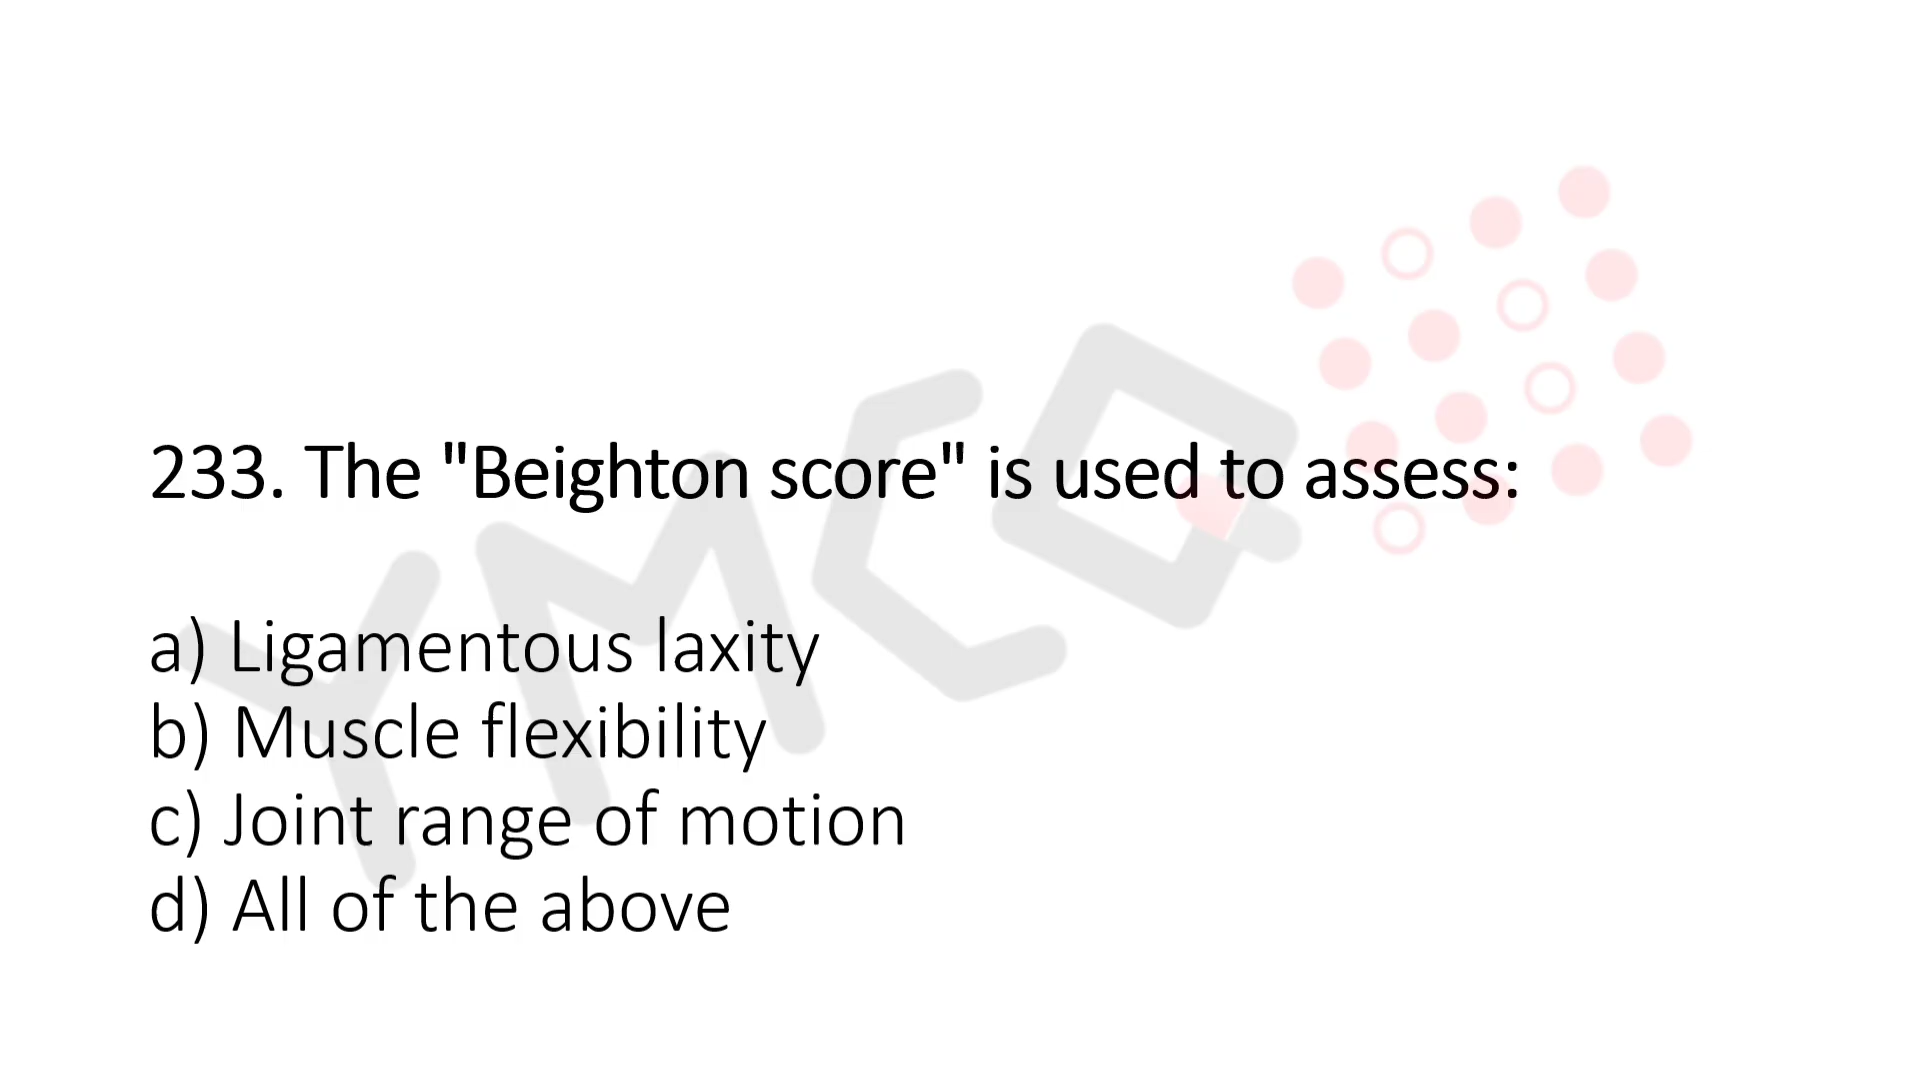 233. The "Beighton score" is used to assess:
a) Ligamentous laxity
b) Muscle flexibility
c) Joint range of motion
d) All of the above
YMCQ